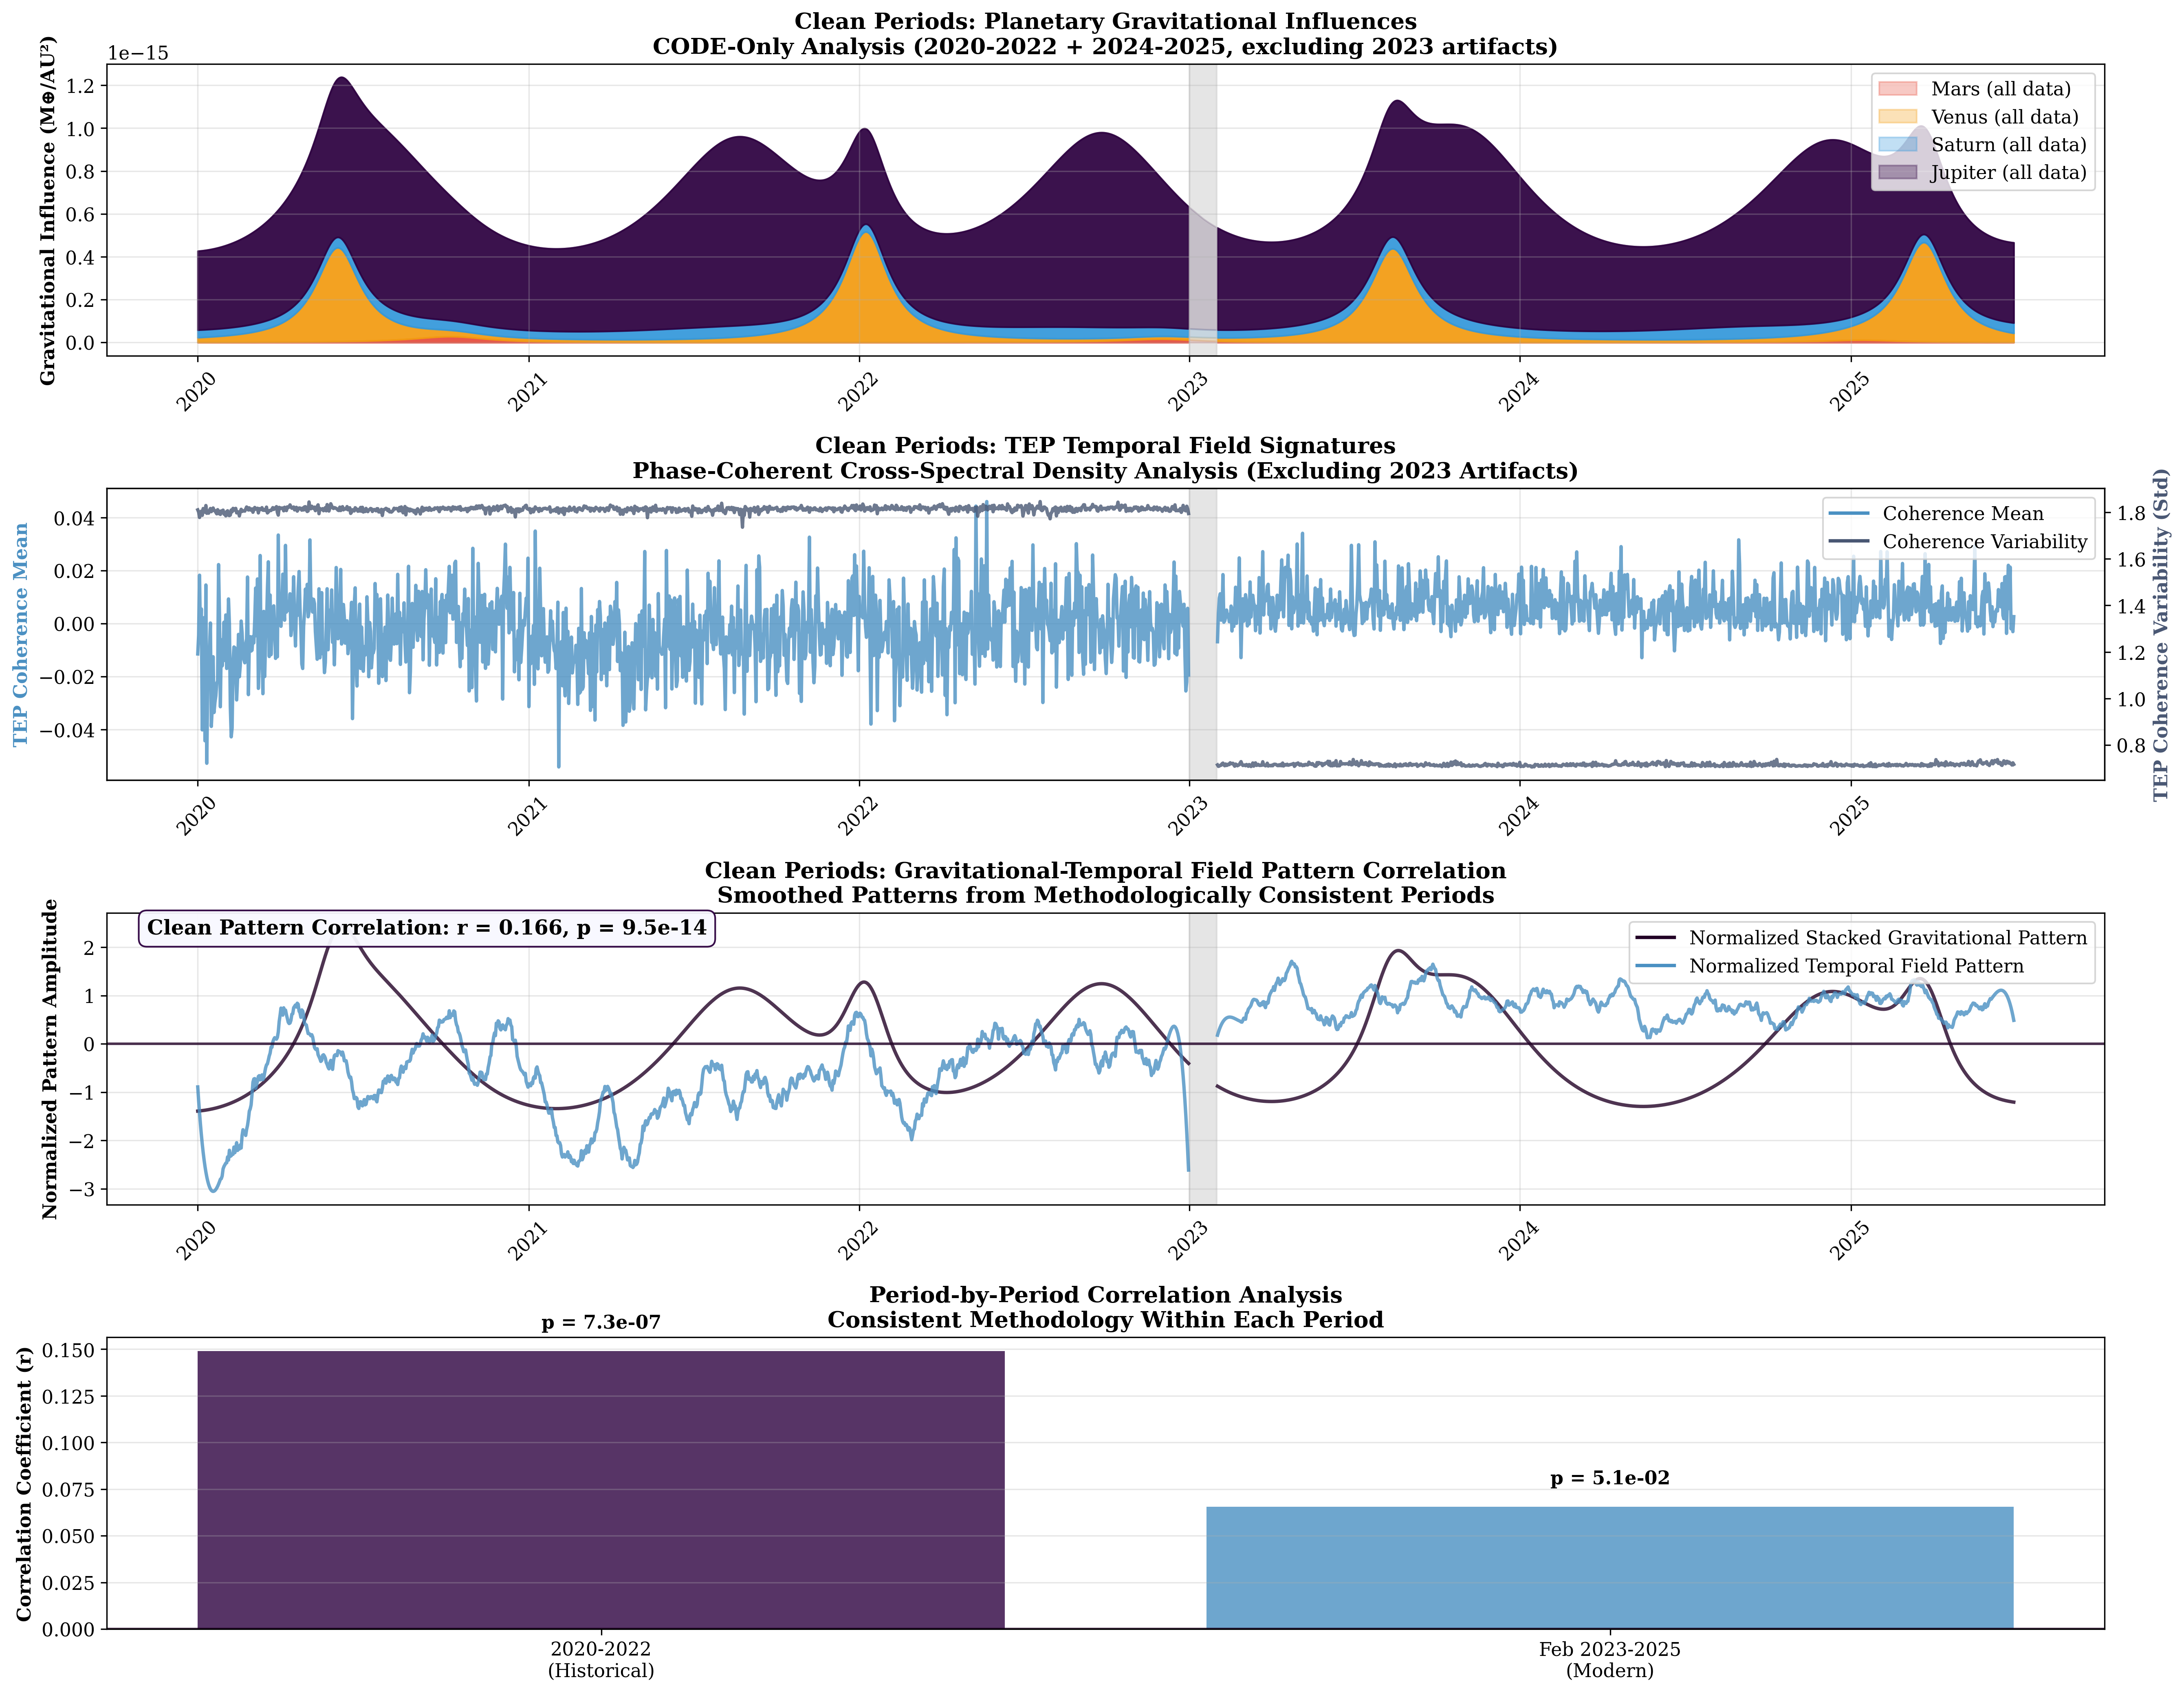 Clean Periods: Planetary Gravitational Influences
CODE-Only Analysis (2020-2022 + 2024-2025, excluding 2023 artifacts)
1e−15
Gravitational Influence (M⊕/AU²)
1.2
1.0
0.8
0.6
0.4
0.2
0.0
Mars (all data)
Venus (all data)
Saturn (all data)
Jupiter (all data)
2020
2021
2022
2023
2024
2025
Clean Periods: TEP Temporal Field Signatures
Phase-Coherent Cross-Spectral Density Analysis (Excluding 2023 Artifacts)
TEP Coherence Mean
0.04
0.02
0.00
−0.02
−0.04
Coherence Mean
Coherence Variability
1.8
1.6
1.4
1.2
1.0
0.8
TEP Coherence Variability (Std)
2020
2021
2022
2023
2024
2025
Clean Periods: Gravitational-Temporal Field Pattern Correlation
Smoothed Patterns from Methodologically Consistent Periods
Normalized Pattern Amplitude
Clean Pattern Correlation: r = 0.166, p = 9.5e-14
2
1
0
−1
−2
−3
Normalized Stacked Gravitational Pattern
Normalized Temporal Field Pattern
2020
2021
2022
2023
2024
2025
Period-by-Period Correlation Analysis
Consistent Methodology Within Each Period
Correlation Coefficient (r)
p = 7.3e-07
p = 5.1e-02
0.150
0.125
0.100
0.075
0.050
0.025
0.000
2020-2022
(Historical)
Feb 2023-2025
(Modern)